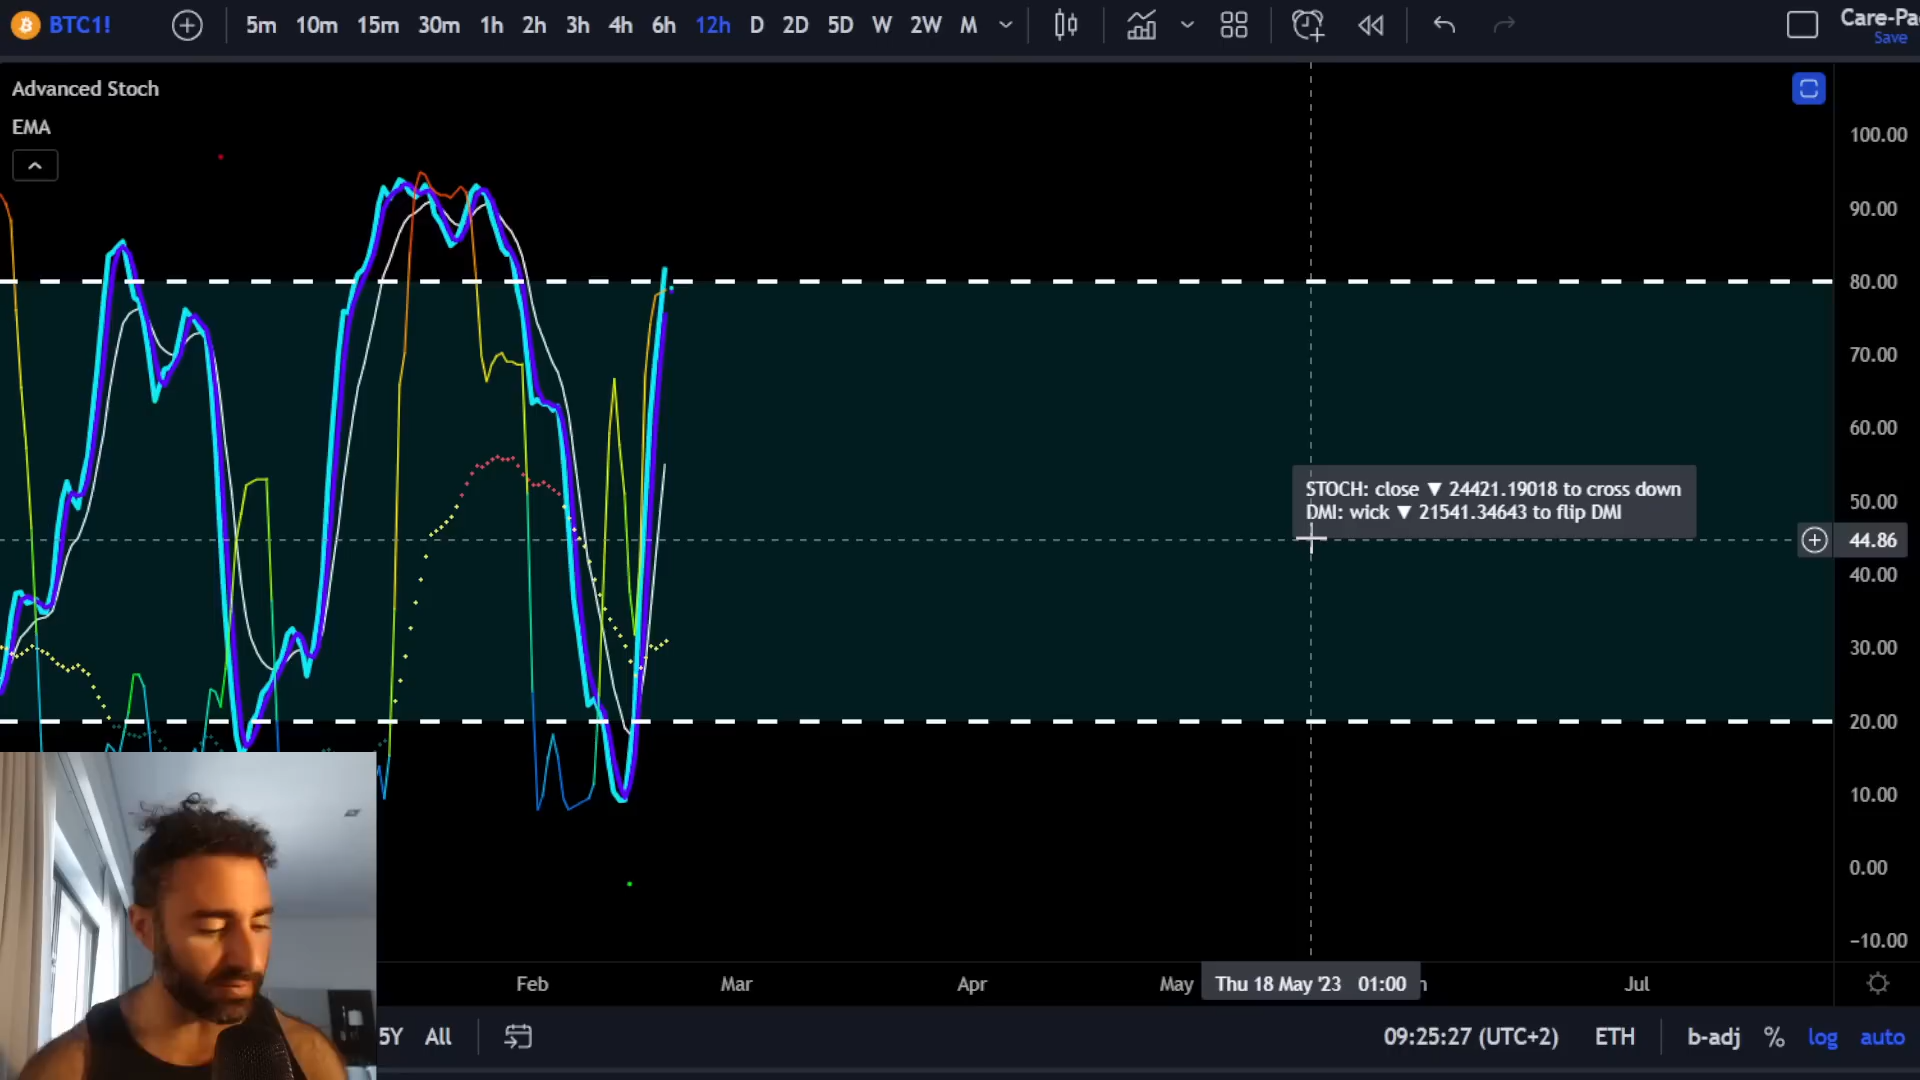 BTC1! 5m 10m 15m 30m 1h 2h 3h 4h 6h 12h D 2D 5D W 2W M Care-Pa
Save
Advanced Stoch
EMA
100.00
90.00
80.00
70.00
60.00
50.00
STOCH: close ▼ 24421.19018 to cross down
DMI: wick ▼ 21541.34643 to flip DMI
44.86
40.00
30.00
20.00
10.00
0.00
−10.00
Feb Mar Apr May Thu 18 May '23 01:00 Jul
5Y All 09:25:27 (UTC+2) ETH b-adj % log auto